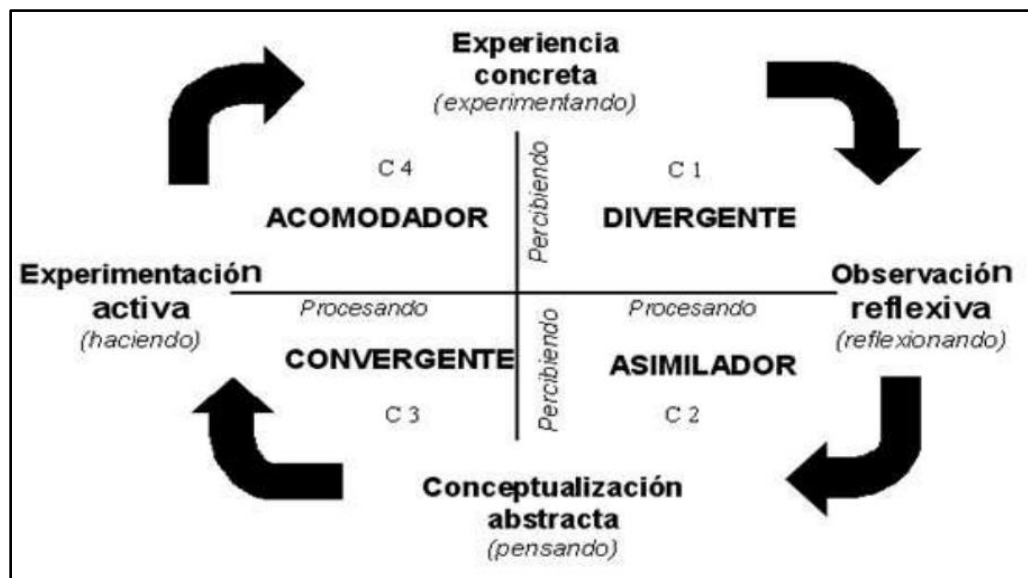 Experiencia
concreta
(experimentando)
C 4
Percibiendo
C 1
ACOMODADOR
DIVERGENTE
Experimentación
activa
(haciendo)
Procesando
Procesando
Observación
reflexiva
(reflexionando)
CONVERGENTE
Percibiendo
ASIMILADOR
C 3
C 2
Conceptualización
abstracta
(pensando)